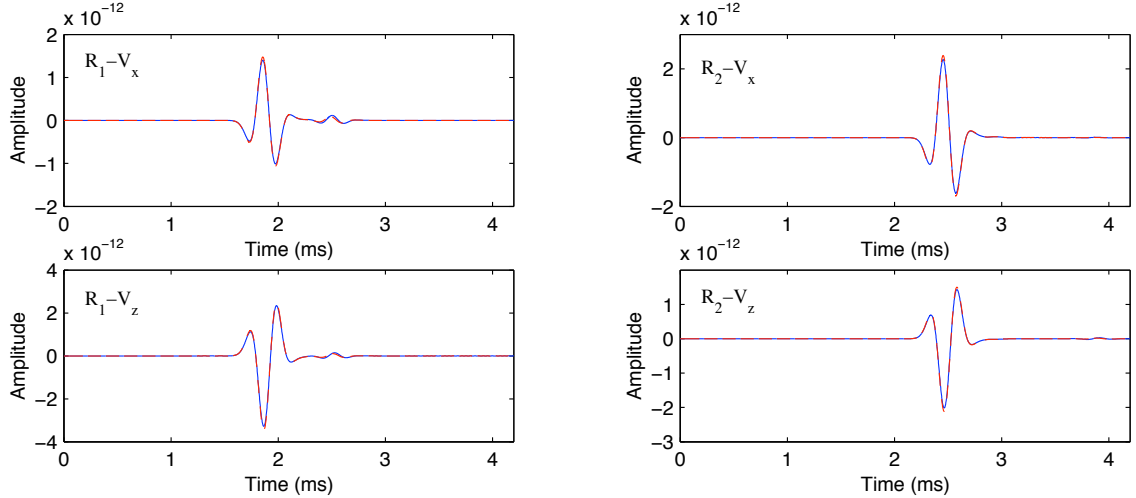 x 10⁻¹²
2
1
0
−1
−2
Amplitude
R₁−Vₓ
0 1 2 3 4
Time (ms)
x 10⁻¹²
2
0
−2
Amplitude
R₂−Vₓ
0 1 2 3 4
Time (ms)
x 10⁻¹²
4
2
0
−2
−4
Amplitude
R₁−V_z
0 1 2 3 4
Time (ms)
x 10⁻¹²
1
0
−1
−2
−3
Amplitude
R₂−V_z
0 1 2 3 4
Time (ms)